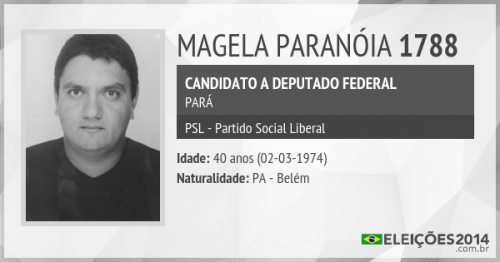 MAGELA PARANÓIA 1788
CANDIDATO A DEPUTADO FEDERAL
PARÁ
PSL - Partido Social Liberal
Idade: 40 anos (02-03-1974)
Naturalidade: PA - Belém
ELEIÇÕES2014
.com.br